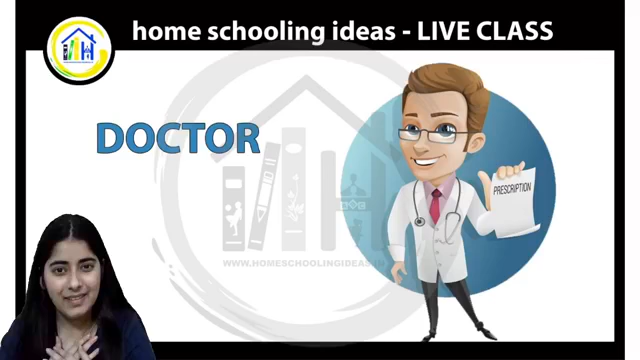 home schooling ideas - LIVE CLASS
DOCTOR
PRESCRIPTION
WWW.HOMESCHOOLINGIDEAS.IN